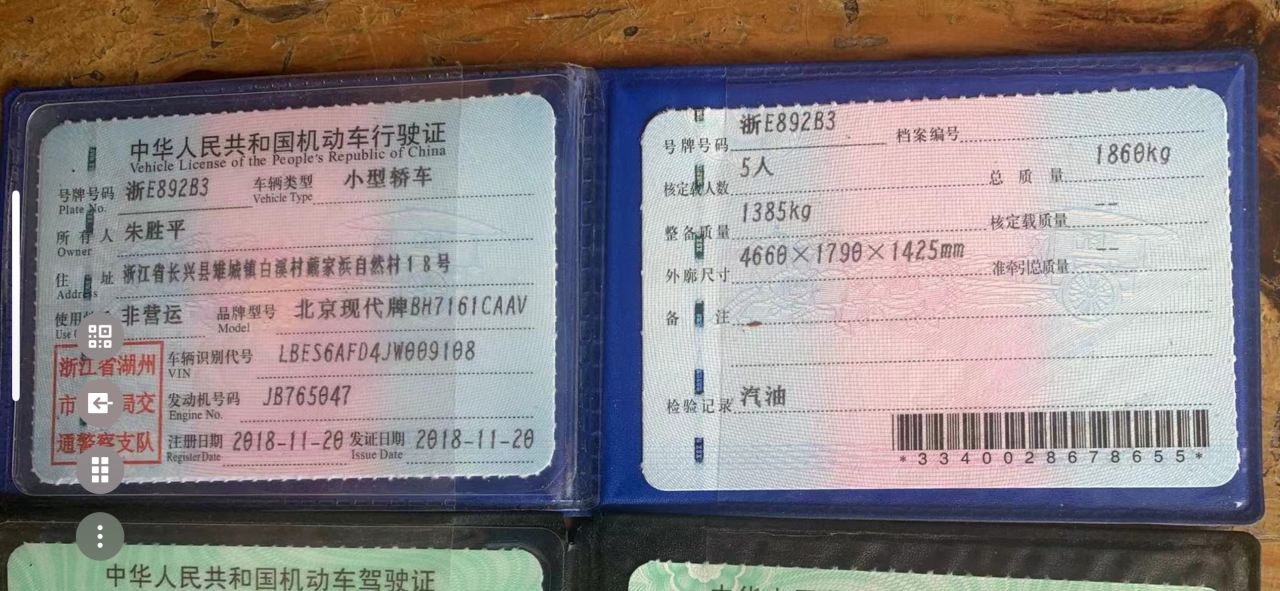 中华人民共和国机动车行驶证
Vehicle License of the People's Republic of China
号牌号码 浙E892B3 车辆类型 小型轿车
Plate No. Vehicle Type
所有人 朱胜平
Owner
住址 浙江省长兴县雉城镇白溪村戴家浜自然村18号
Address
使用 非营运 品牌型号 北京现代牌BH7161CAAV
Use Model
浙江省湖州
市 局交
通警察支队
车辆识别代号 LBES6AFD4JW009108
VIN
发动机号码 JB765047
Engine No.
注册日期 2018-11-20 发证日期 2018-11-20
Register Date Issue Date
号牌号码 浙E892B3 档案编号
核定载人数 5人 总质量 1860kg
整备质量 1385kg 核定载质量 --
外廓尺寸 4660×1790×1425mm 准牵引总质量 --
备注
检验记录 汽油
*3340028678655*
中华人民共和国机动车驾驶证